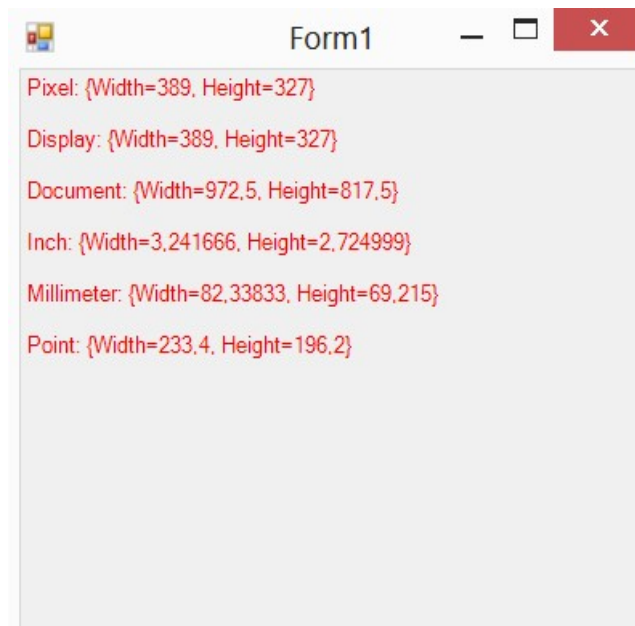 Form1
Pixel: {Width=389, Height=327}
Display: {Width=389, Height=327}
Document: {Width=972,5, Height=817,5}
Inch: {Width=3,241666, Height=2,724999}
Millimeter: {Width=82,33833, Height=69,215}
Point: {Width=233,4, Height=196,2}